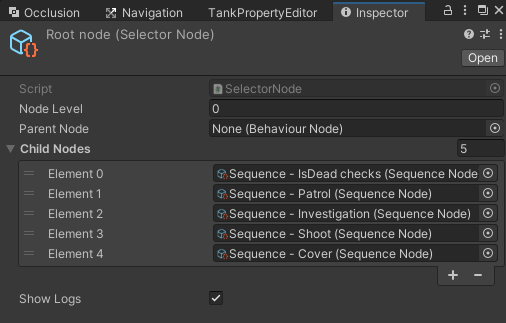 Occlusion Navigation TankPropertyEditor Inspector
Root node (Selector Node)
Open
Script SelectorNode
Node Level 0
Parent Node None (Behaviour Node)
Child Nodes 5
Element 0 Sequence - IsDead checks (Sequence Node
Element 1 Sequence - Patrol (Sequence Node)
Element 2 Sequence - Investigation (Sequence Node)
Element 3 Sequence - Shoot (Sequence Node)
Element 4 Sequence - Cover (Sequence Node)
+ −
Show Logs